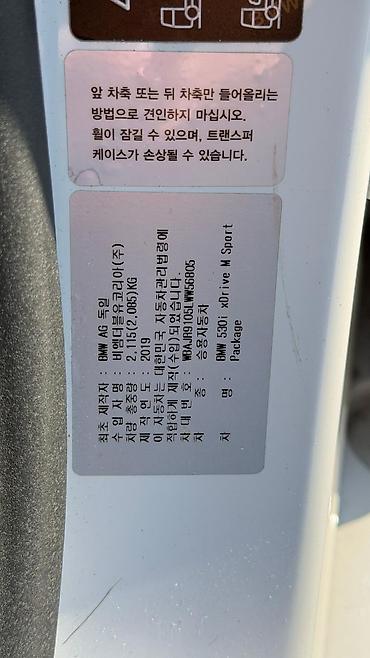 앞 차축 또는 뒤 차축만 들어올리는
방법으로 견인하지 마십시오.
휠이 잠길 수 있으며, 트랜스퍼
케이스가 손상될 수 있습니다.
최초 제작자 : BMW AG 독일
수 입 자 명 : 비엠더블유코리아(주)
차량 총중량 : 2,115(2,085)KG
제 작 연 도 : 2019
이 자동차는 대한민국 자동차관리법령에
적합하게 제작(수입)되었습니다.
차 대 번 호 : WBAJR9105LWW56805
차 종 : 승용자동차
차 명 : BMW 530i xDrive M Sport
Package